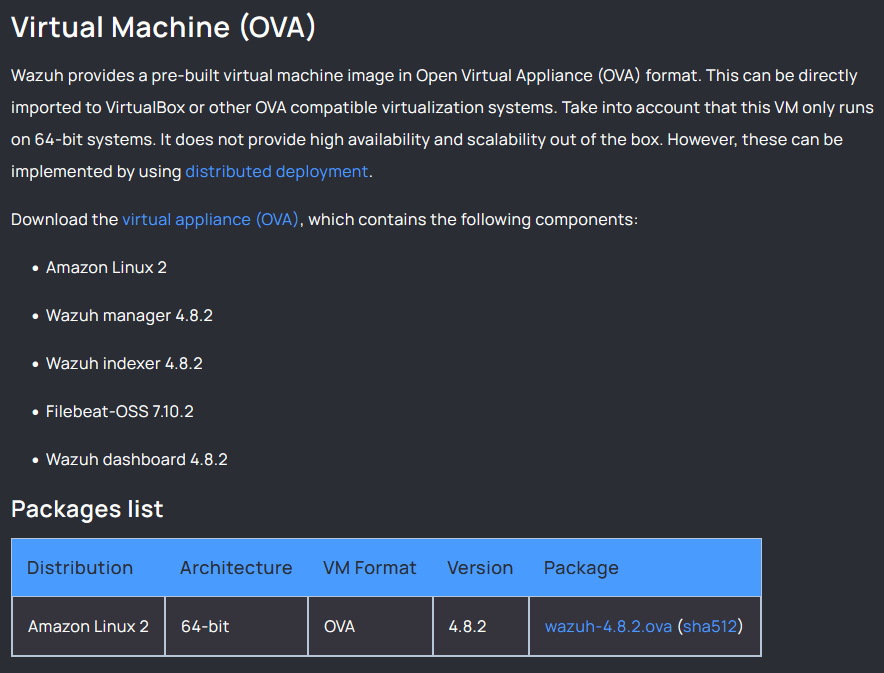 Virtual Machine (OVA)
Wazuh provides a pre-built virtual machine image in Open Virtual Appliance (OVA) format. This can be directly
imported to VirtualBox or other OVA compatible virtualization systems. Take into account that this VM only runs
on 64-bit systems. It does not provide high availability and scalability out of the box. However, these can be
implemented by using distributed deployment.
Download the virtual appliance (OVA), which contains the following components:
• Amazon Linux 2
• Wazuh manager 4.8.2
• Wazuh indexer 4.8.2
• Filebeat-OSS 7.10.2
• Wazuh dashboard 4.8.2
Packages list
Distribution Architecture VM Format Version Package
Amazon Linux 2 64-bit OVA 4.8.2 wazuh-4.8.2.ova (sha512)